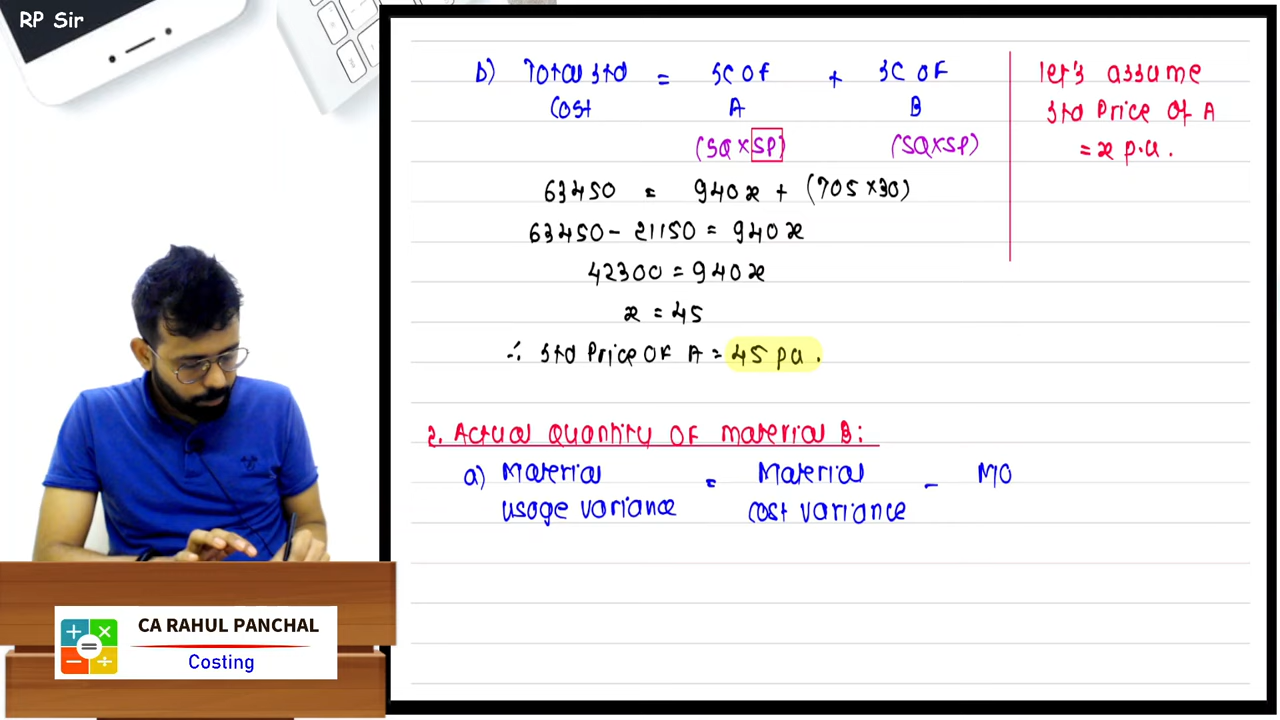 RP Sir
b) Total Std = SC OF + SC OF
Cost A B
(SQ×SP) (SQ×SP)
63450 = 940x + (705×30)
63450 - 21150 = 940x
42300 = 940x
x = 45
∴ Std Price OF A = 45 pu.
Let's assume
Std Price OF A
= x p.u.
2. Actual Quantity OF material B:
a) Material = Material - MO
usage variance cost variance
CA RAHUL PANCHAL
Costing